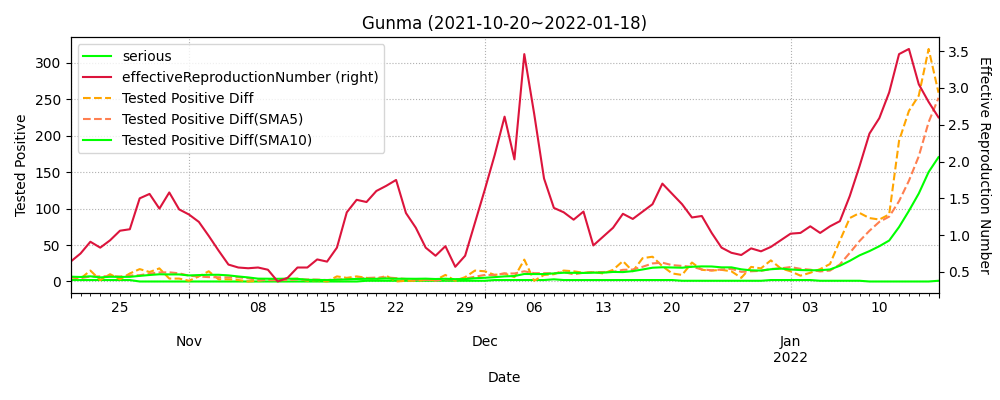 Gunma (2021-10-20~2022-01-18)
serious
effectiveReproductionNumber (right)
Tested Positive Diff
Tested Positive Diff(SMA5)
Tested Positive Diff(SMA10)
Tested Positive
300
250
200
150
100
50
0
Effective Reproduction Number
3.5
3.0
2.5
2.0
1.5
1.0
0.5
25 08 15 22 29 06 13 20 27 03 10
Nov Dec Jan
2022
Date